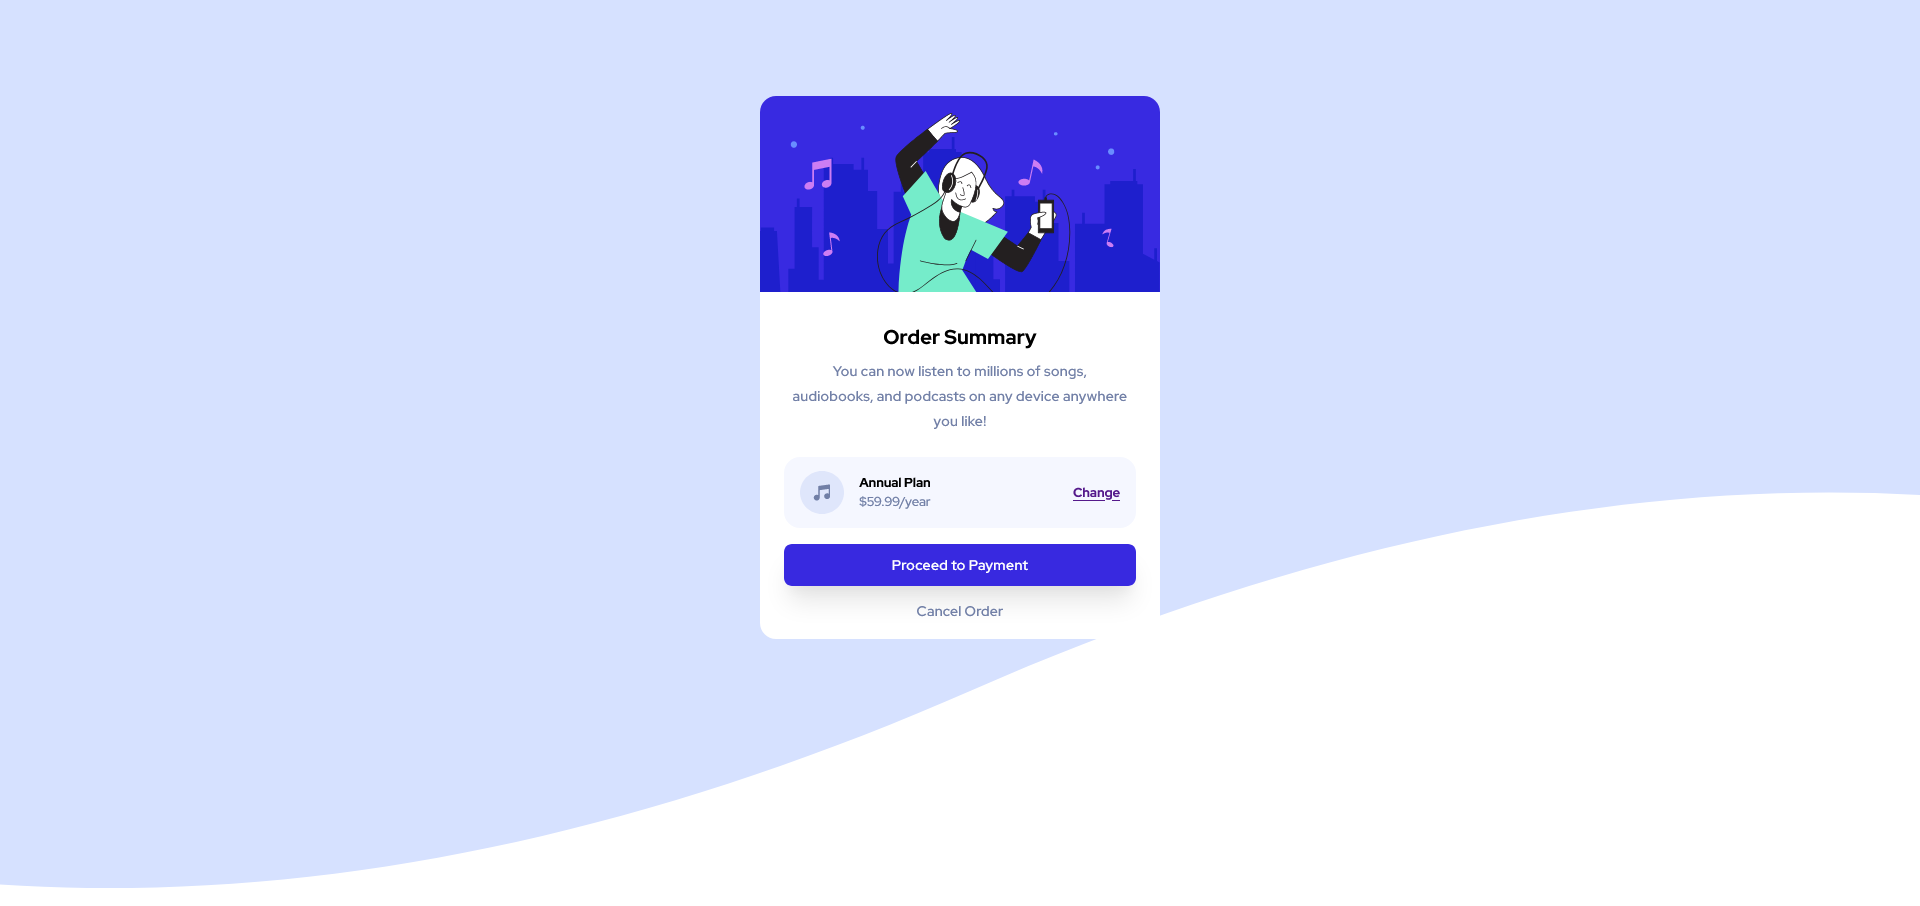 Order Summary
You can now listen to millions of songs,
audiobooks, and podcasts on any device anywhere
you like!
Annual Plan
$59.99/year
Change
Proceed to Payment
Cancel Order